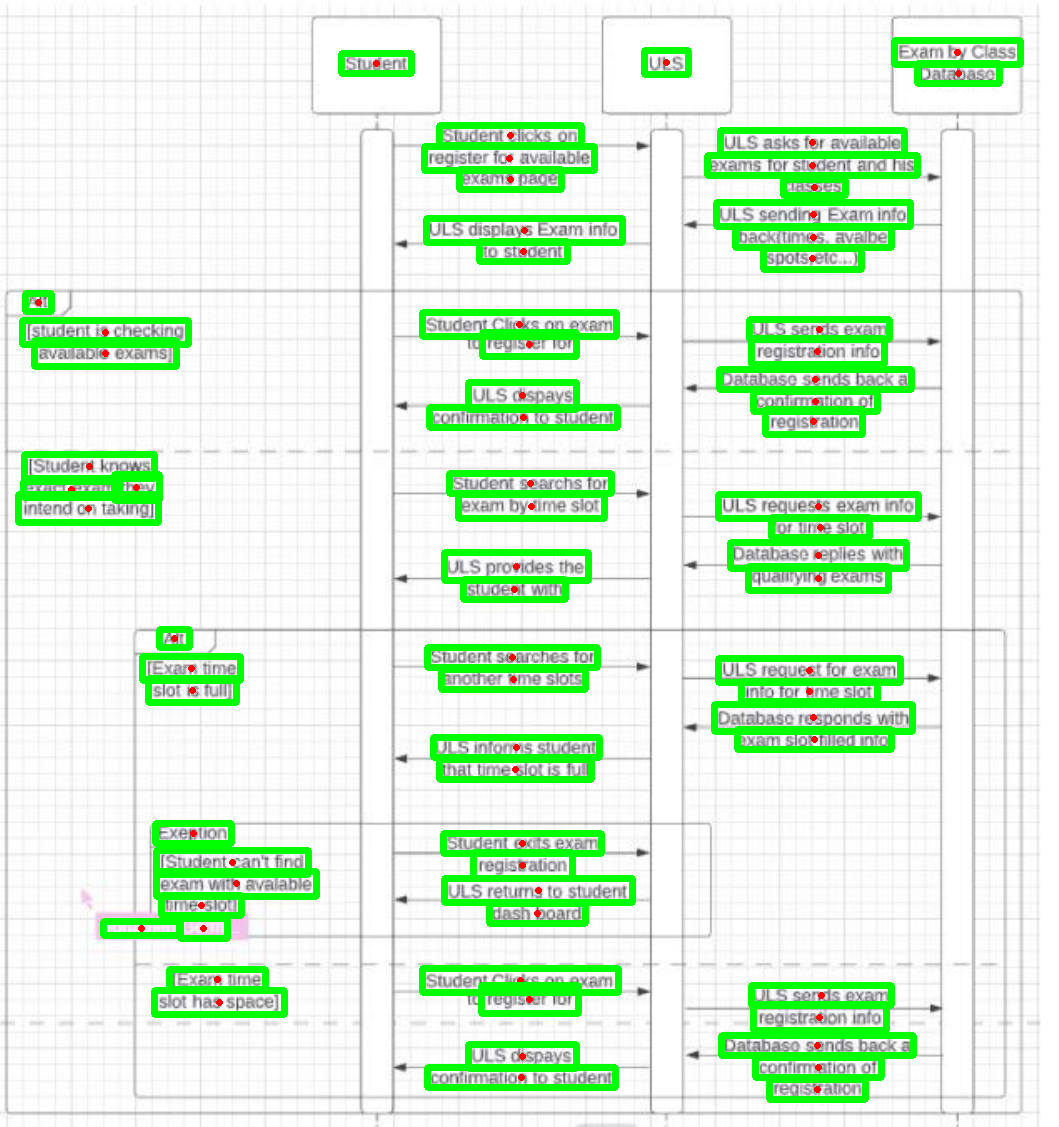 Student
ULS
Exam by Class
Database
Student clicks on
register for available
exams page
ULS asks for available
exams for student and his
classes
ULS displays Exam info
to student
ULS sending Exam info
back(times, avalbe
spots,etc...)
Alt
[student is checking
available exams]
Student Clicks on exam
to register for
ULS sends exam
registration info
ULS dispays
confirmation to student
Database sends back a
confirmation of
registration
[Student knows
exact exam they
intend on taking]
Student searchs for
exam by time slot
ULS requests exam info
for time slot
ULS provides the
student with
Database replies with
qualifying exams
Alt
[Exam time
slot is full]
Student searches for
another time slots
ULS request for exam
info for time slot
ULS informs student
that time slot is full
Database responds with
exam slot filled info
Exeption
[Student can't find
exam with avalable
time slot]
Student exits exam
registration
ULS returns to student
dash board
[Exam time
slot has space]
Student Clicks on exam
to register for
ULS sends exam
registration info
ULS dispays
confirmation to student
Database sends back a
confirmation of
registration